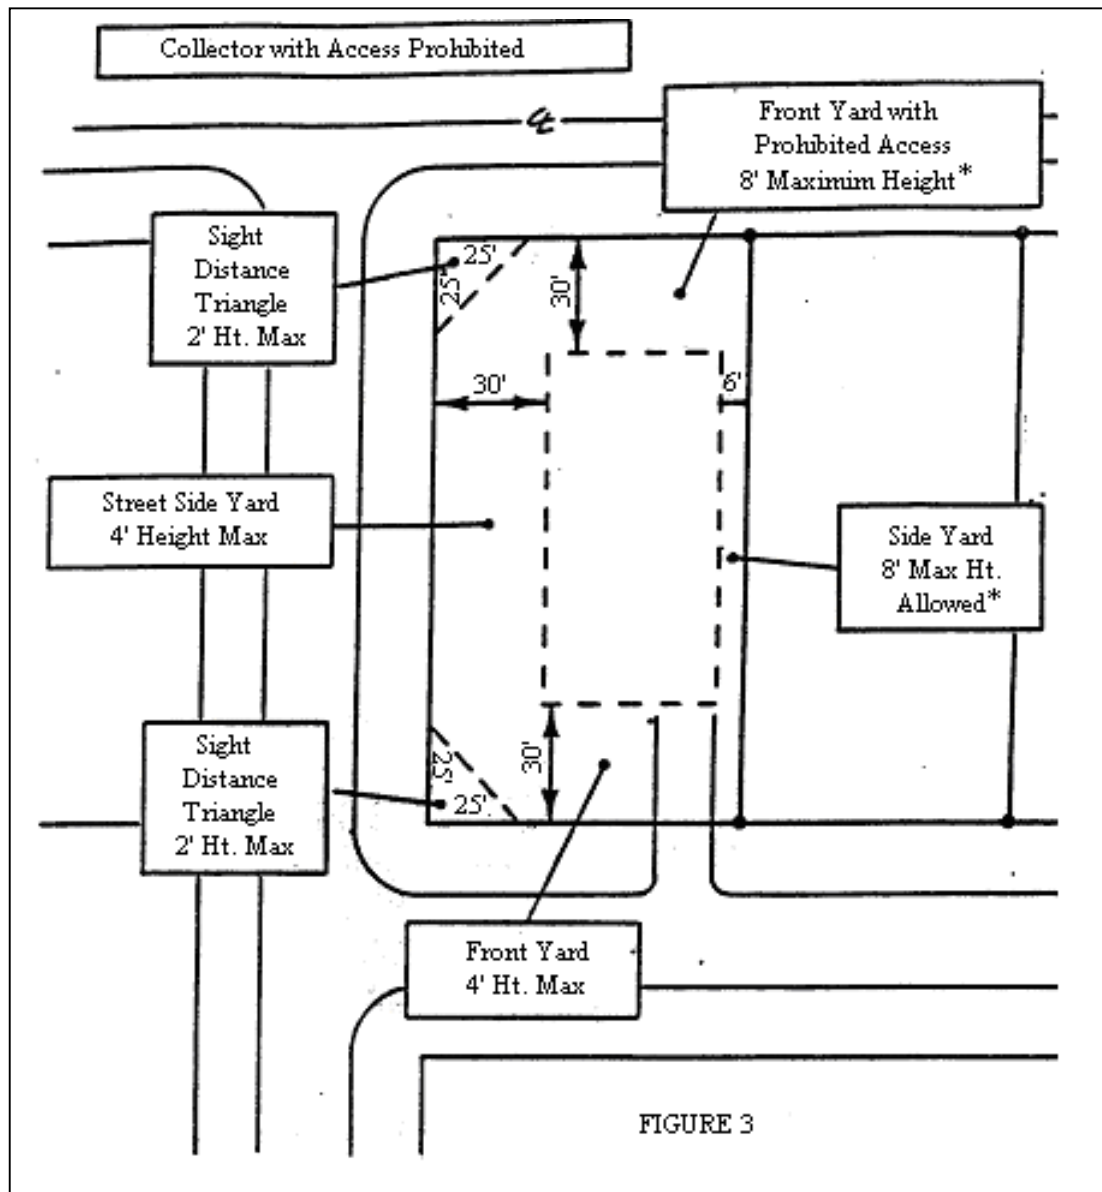 Collector with Access Prohibited
Front Yard with
Prohibited Access
8' Maximim Height*
Sight
Distance
Triangle
2' Ht. Max
25'
25'
30'
30'
6'
Street Side Yard
4' Height Max
Side Yard
8' Max Ht.
Allowed*
Sight
Distance
Triangle
2' Ht. Max
25'
25'
30'
Front Yard
4' Ht. Max
FIGURE 3